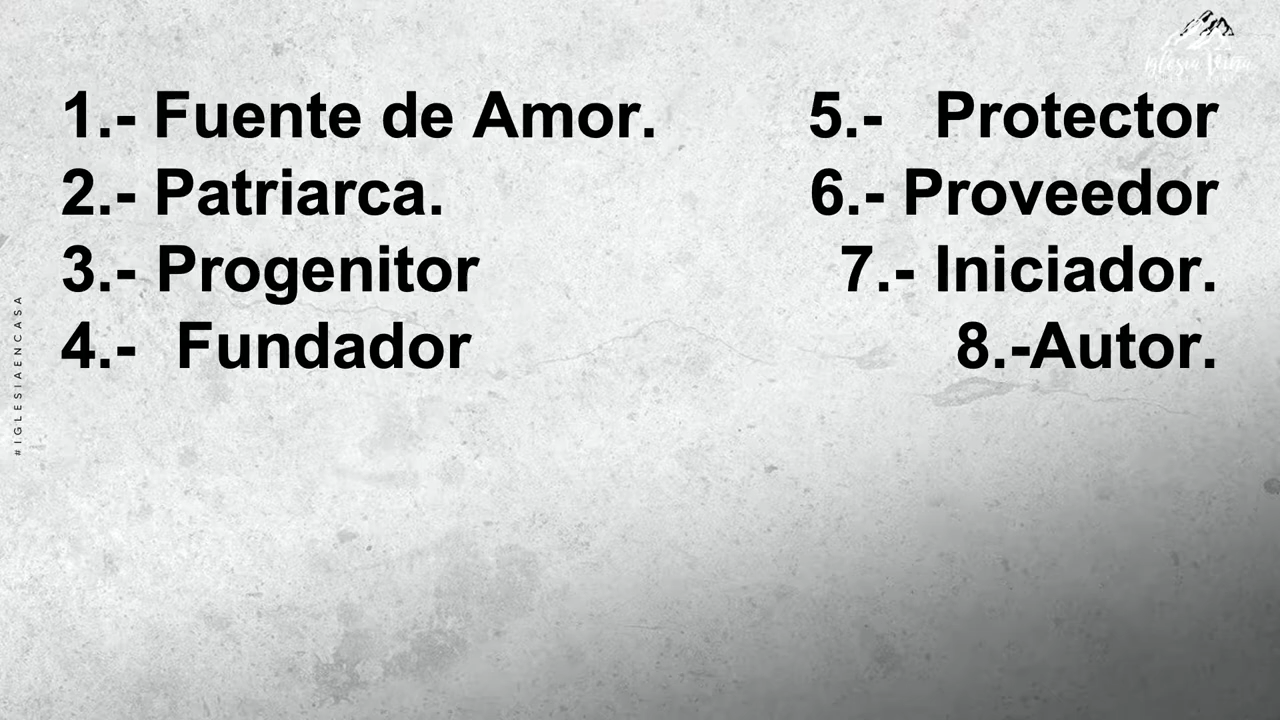 1.- Fuente de Amor.
2.- Patriarca.
3.- Progenitor
4.- Fundador
5.- Protector
6.- Proveedor
7.- Iniciador.
8.-Autor.
#IGLESIAENCASA
Iglesia